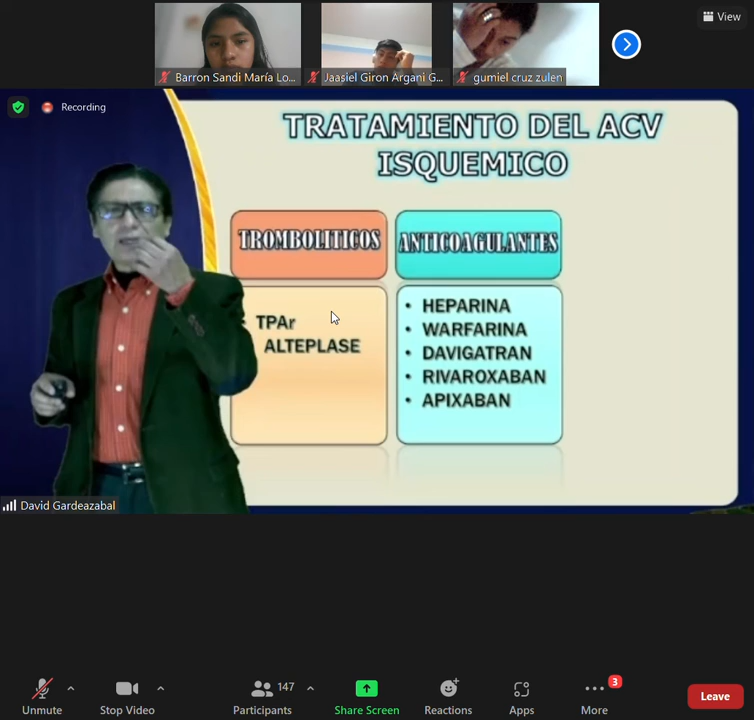 View
Barron Sandi María Lo...
Jaasiel Giron Argani G...
gumiel cruz zulen
Recording
TRATAMIENTO DEL ACV
ISQUEMICO
TROMBOLITICOS
ANTICOAGULANTES
TPAr
ALTEPLASE
• HEPARINA
• WARFARINA
• DAVIGATRAN
• RIVAROXABAN
• APIXABAN
David Gardeazabal
147
3
Unmute
Stop Video
Participants
Share Screen
Reactions
Apps
More
Leave